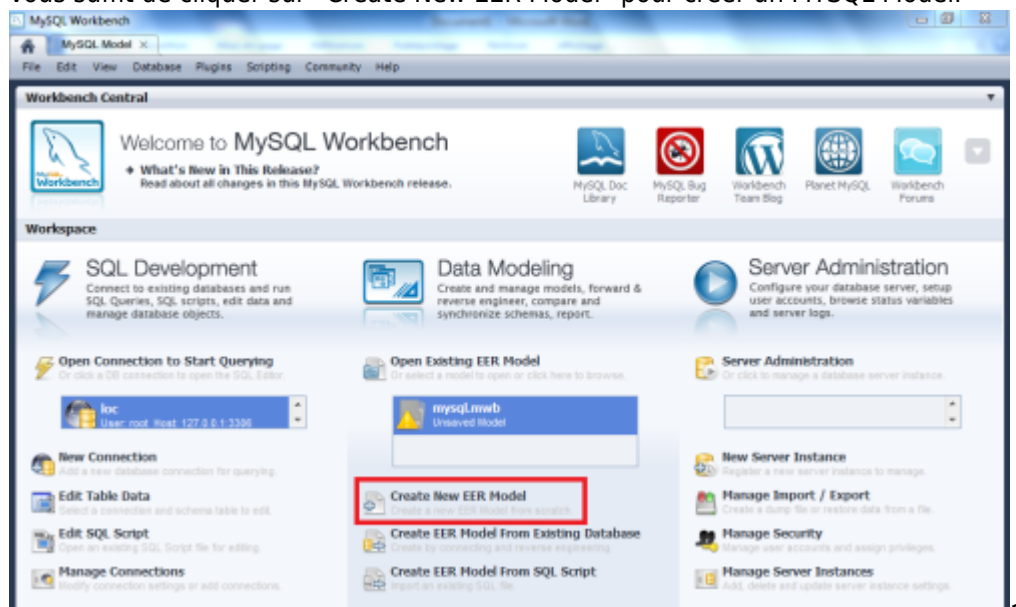 Vous suffit de cliquer sur "Create New EER Model" pour créer un MYSQL Model.
MySQL Workbench
MySQL Model
File Edit View Database Plugins Scripting Community Help
Workbench Central
Welcome to MySQL Workbench
What's New in This Release?
Read about all changes in this MySQL Workbench release.
Workbench
MySQL Doc Library
MySQL Bug Reporter
Workbench Team Blog
Planet MySQL
Workbench Forums
Workspace
SQL Development
Connect to existing databases and run
SQL Queries, SQL scripts, edit data and
manage database objects.
Data Modeling
Create and manage models, forward &
reverse engineer, compare and
synchronize schemas, report.
Server Administration
Configure your database server, setup
user accounts, browse status variables
and server logs.
Open Connection to Start Querying
Or click a DB connection to open the SQL Editor.
loc
User root Host 127.0.0.1:3306
New Connection
Add a new database connection for querying.
Edit Table Data
Select a connection and schema table to edit.
Edit SQL Script
Open an existing SQL Script file for editing.
Manage Connections
Modify connection settings or add connections.
Open Existing EER Model
Or select a model to open or click here to browse.
mysql.mwb
Unsaved Model
Create New EER Model
Create a new EER Model from scratch.
Create EER Model From Existing Database
Create by connecting and reverse engineering.
Create EER Model From SQL Script
Import an existing SQL file.
Server Administration
Or click to manage a database server instance.
New Server Instance
Register a new server instance to manage.
Manage Import / Export
Create a dump file or restore data from a file.
Manage Security
Manage user accounts and assign privileges.
Manage Server Instances
Add, delete and update server instance settings.